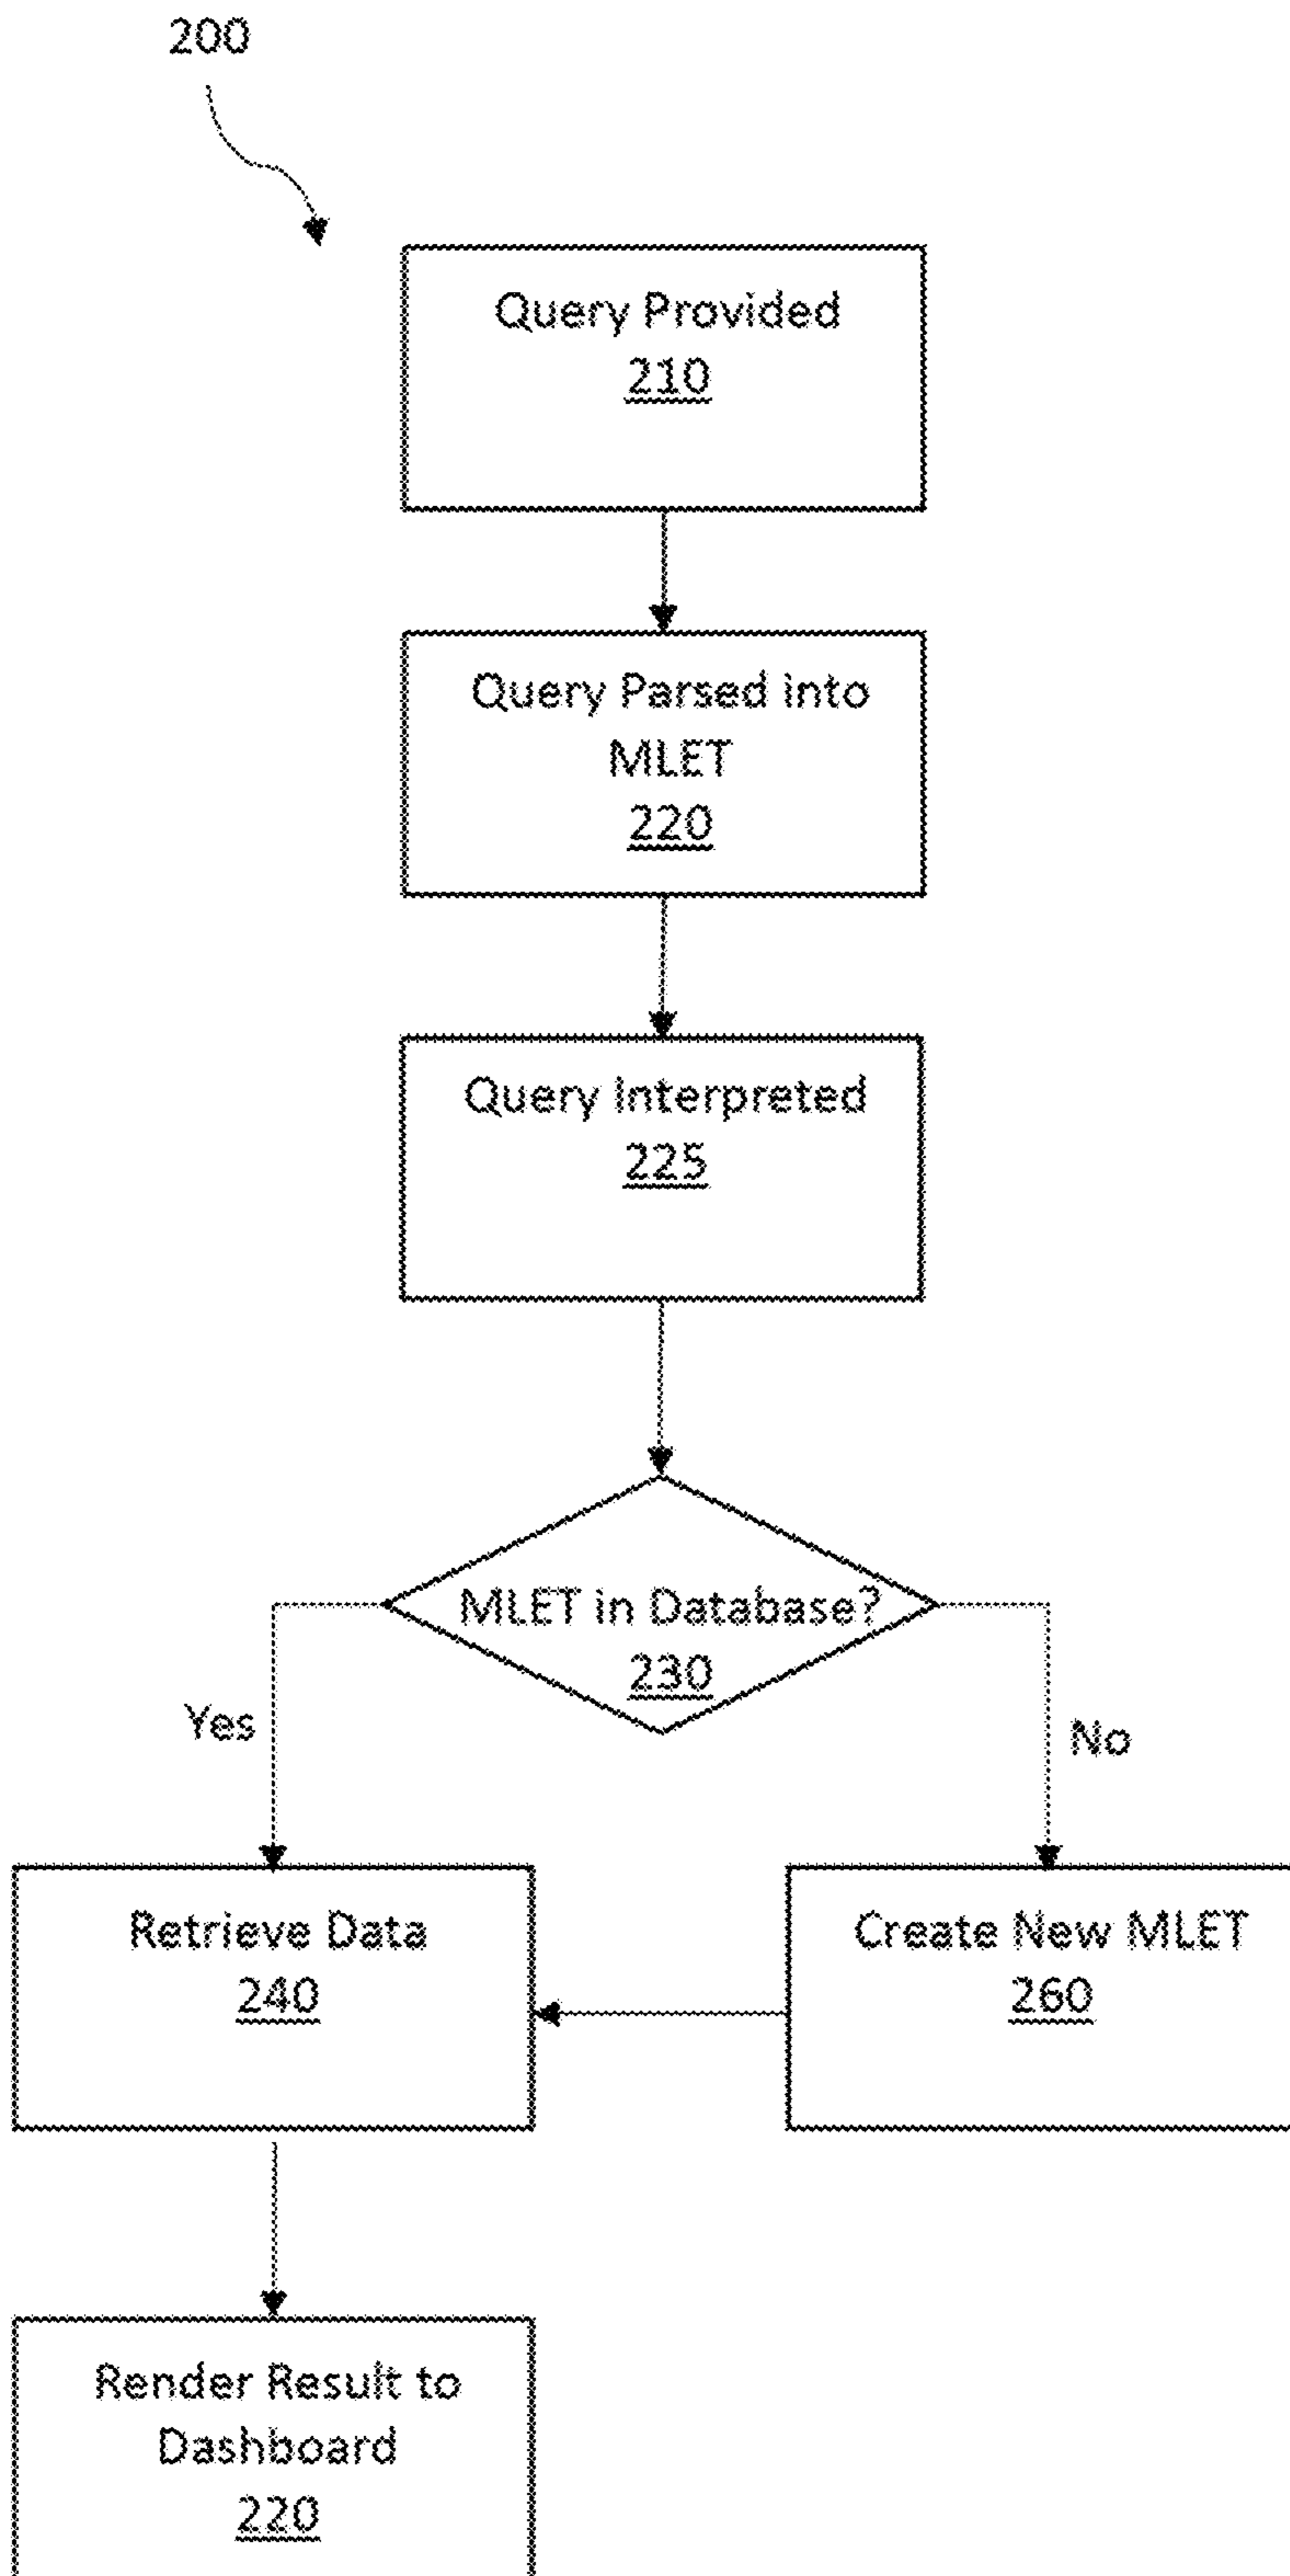 200
Query Provided
210
Query Parsed into
MLET
220
Query Interpreted
225
MLET in Database?
230
Yes
No
Retrieve Data
240
Create New MLET
260
Render Result to
Dashboard
220